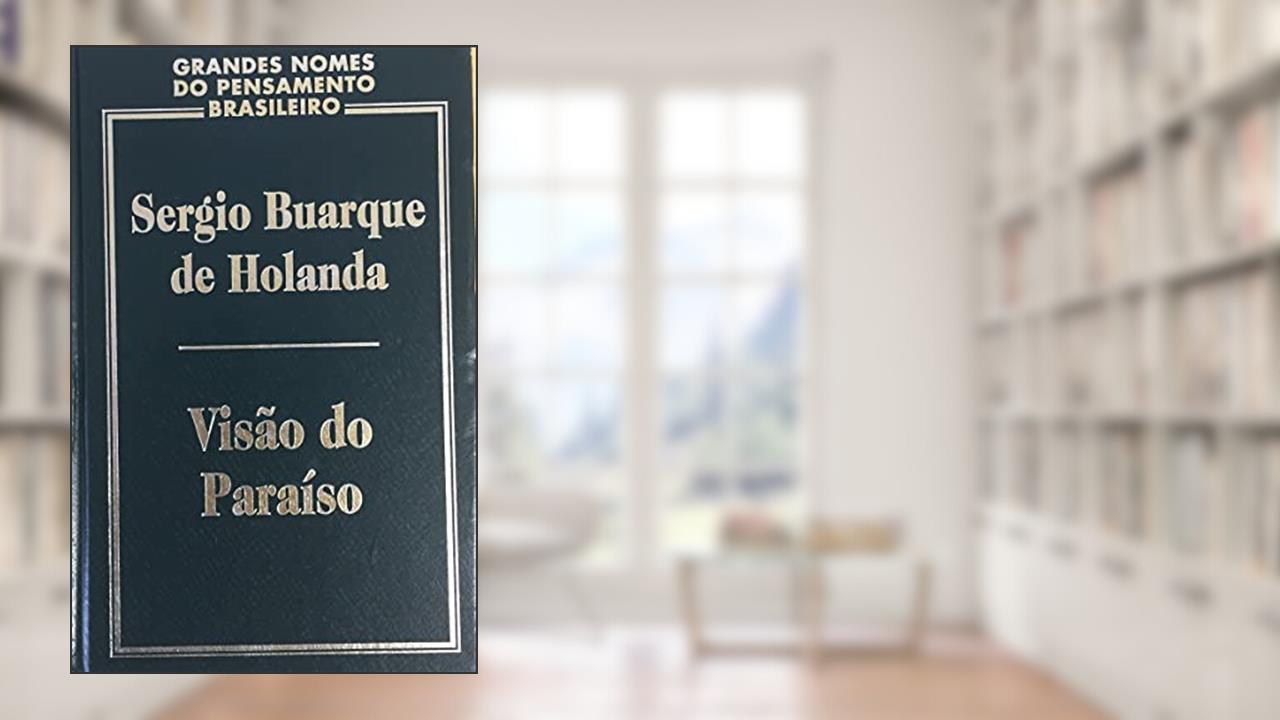 GRANDES NOMES
DO PENSAMENTO
BRASILEIRO
Sergio Buarque
de Holanda
Visão do
Paraíso